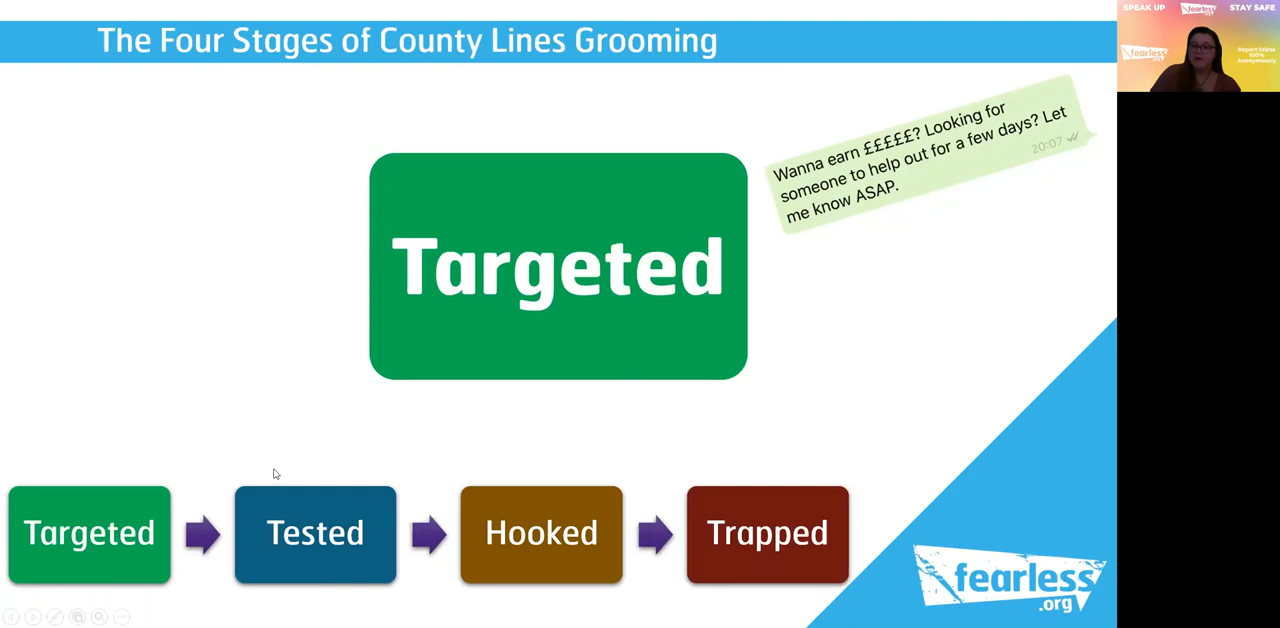 The Four Stages of County Lines Grooming
SPEAK UP
fearless
STAY SAFE
fearless
Report Crime
100%
Anonymously
Wanna earn £££££? Looking for
someone to help out for a few days? Let
me know ASAP.
20:07
Targeted
Targeted
Tested
Hooked
Trapped
fearless
.org